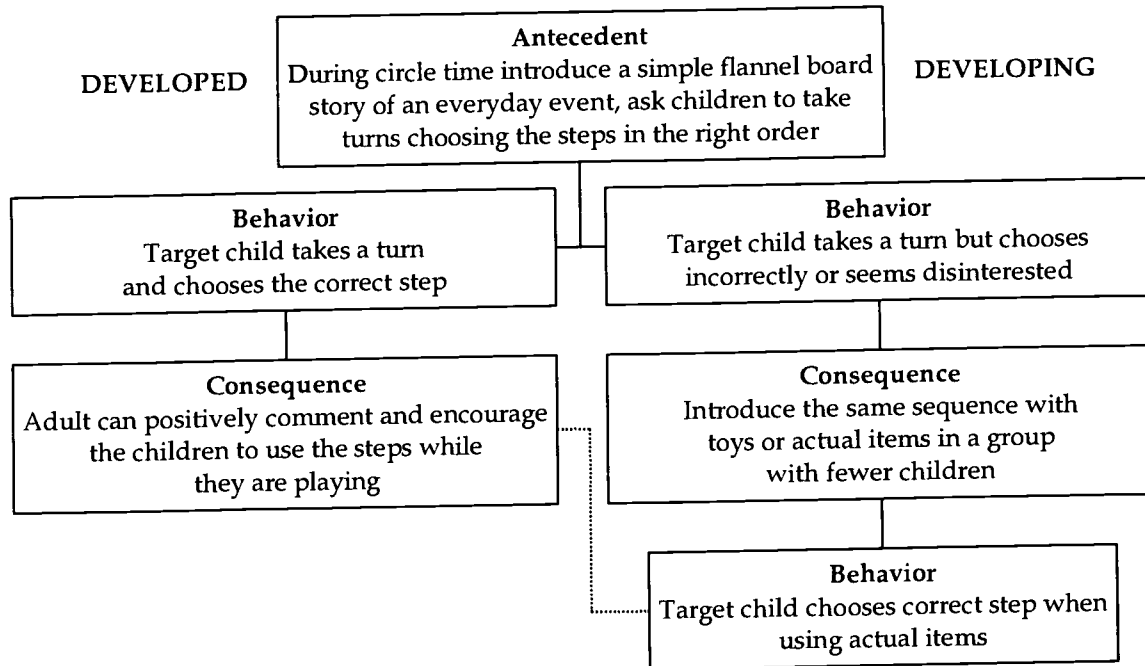 Antecedent
During circle time introduce a simple flannel board
story of an everyday event, ask children to take
turns choosing the steps in the right order
DEVELOPED
DEVELOPING
Behavior
Target child takes a turn
and chooses the correct step
Behavior
Target child takes a turn but chooses
incorrectly or seems disinterested
Consequence
Adult can positively comment and encourage
the children to use the steps while
they are playing
Consequence
Introduce the same sequence with
toys or actual items in a group
with fewer children
Behavior
Target child chooses correct step when
using actual items